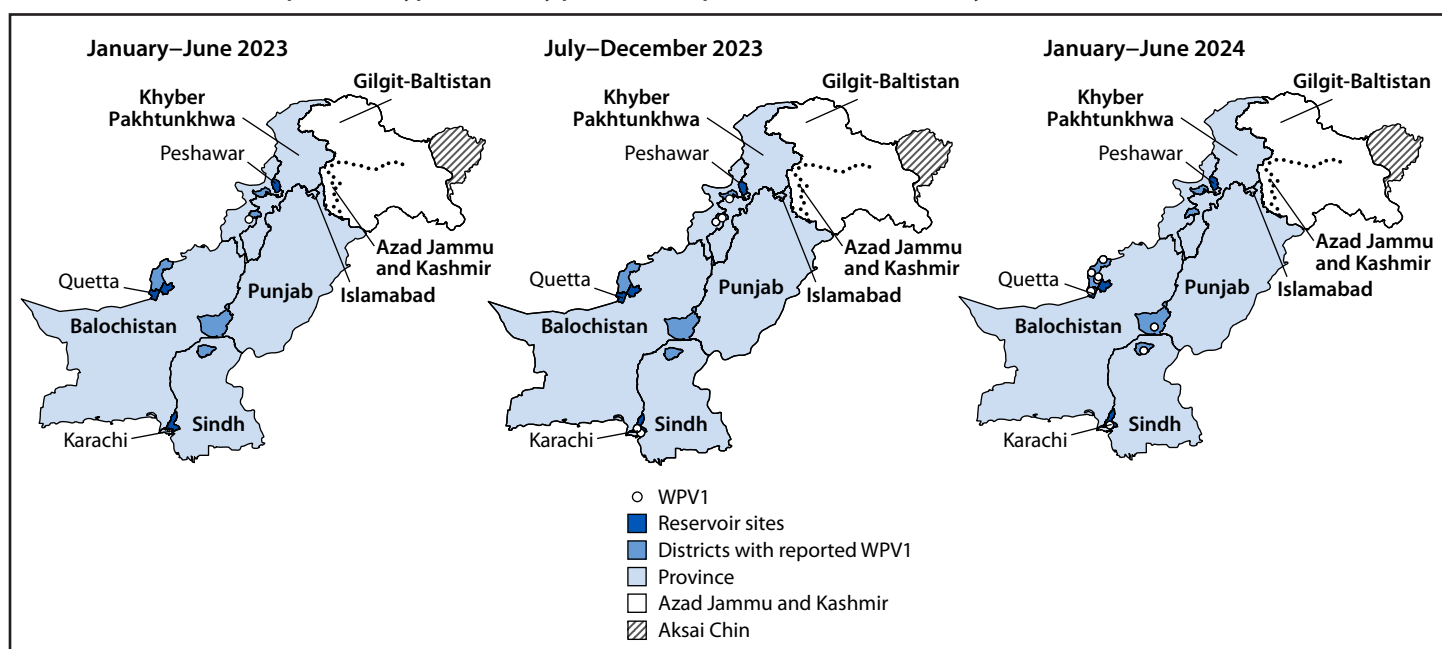 January–June 2023
Gilgit-Baltistan
Khyber
Pakhtunkhwa
Peshawar
Azad Jammu
and Kashmir
Quetta
Punjab
Islamabad
Balochistan
Sindh
Karachi
July–December 2023
Gilgit-Baltistan
Khyber
Pakhtunkhwa
Peshawar
Azad Jammu
and Kashmir
Quetta
Punjab
Islamabad
Balochistan
Sindh
Karachi
January–June 2024
Gilgit-Baltistan
Khyber
Pakhtunkhwa
Peshawar
Azad Jammu
and Kashmir
Quetta
Punjab
Islamabad
Balochistan
Sindh
Karachi
WPV1
Reservoir sites
Districts with reported WPV1
Province
Azad Jammu and Kashmir
Aksai Chin